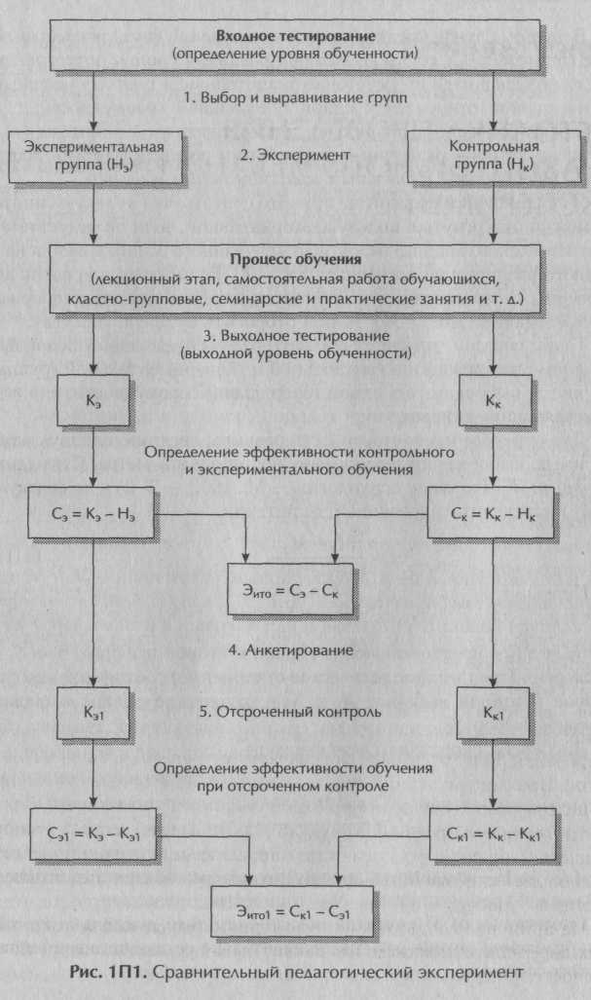 Входное тестирование
(определение уровня обученности)
1. Выбор и выравнивание групп
Экспериментальная
группа (Нэ)
2. Эксперимент
Контрольная
группа (Нк)
Процесс обучения
(лекционный этап, самостоятельная работа обучающихся,
классно-групповые, семинарские и практические занятия и т. д.)
3. Выходное тестирование
(выходной уровень обученности)
Кэ
Кк
Определение эффективности контрольного
и экспериментального обучения
Сэ = Кэ – Нэ
Ск = Кк – Нк
Эито = Сэ – Ск
4. Анкетирование
Кэ1
5. Отсроченный контроль
Кк1
Определение эффективности обучения
при отсроченном контроле
Сэ1 = Кэ – Кэ1
Ск1 = Кк – Кк1
Эито1 = Ск1 – Сэ1
Рис. 1П1. Сравнительный педагогический эксперимент